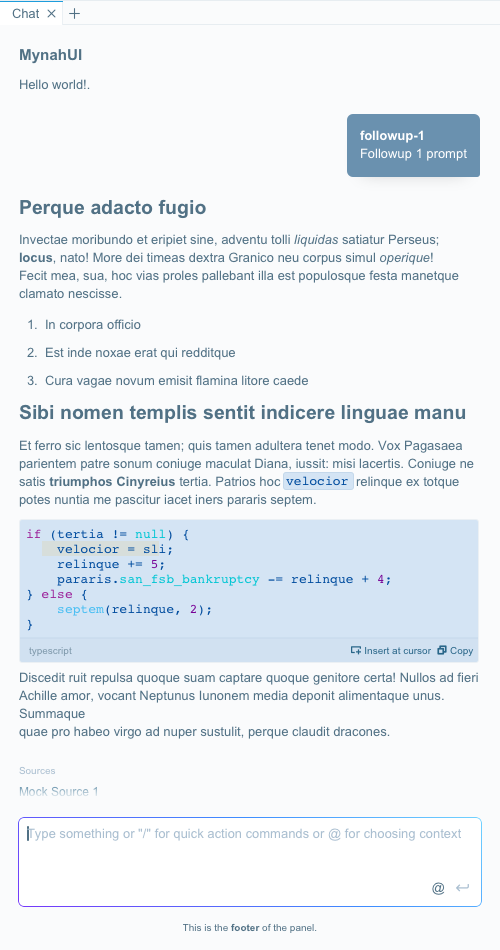 Chat
MynahUI
Hello world!.
followup-1
Followup 1 prompt
Perque adacto fugio
Invectae moribundo et eripiet sine, adventu tolli liquidas satiatur Perseus;
locus, nato! More dei timeas dextra Granico neu corpus simul operique!
Fecit mea, sua, hoc vias proles pallebant illa est populosque festa manetque
clamato nescisse.
1. In corpora officio
2. Est inde noxae erat qui redditque
3. Cura vagae novum emisit flamina litore caede
Sibi nomen templis sentit indicere linguae manu
Et ferro sic lentosque tamen; quis tamen adultera tenet modo. Vox Pagasaea
parientem patre sonum coniuge maculat Diana, iussit: misi lacertis. Coniuge ne
satis triumphos Cinyreius tertia. Patrios hoc velocior relinque ex totque
potes nuntia me pascitur iacet iners pararis septem.
if (tertia != null) {
    velocior = sli;
    relinque += 5;
    pararis.san_fsb_bankruptcy -= relinque + 4;
} else {
    septem(relinque, 2);
}
typescript Insert at cursor Copy
Discedit ruit repulsa quoque suam captare quoque genitore certa! Nullos ad fieri
Achille amor, vocant Neptunus Iunonem media deponit alimentaque unus.
Summaque
quae pro habeo virgo ad nuper sustulit, perque claudit dracones.
Sources
Mock Source 1
Type something or "/" for quick action commands or @ for choosing context
@
This is the footer of the panel.